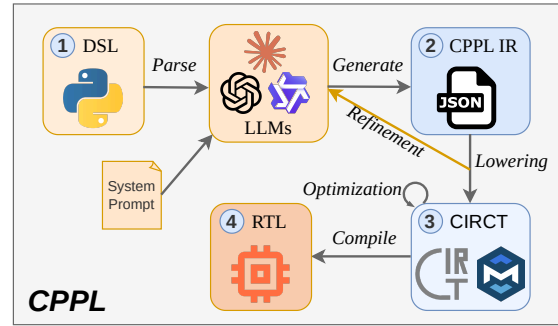 1 DSL
Parse
LLMs
Generate
2 CPPL IR
JSON
Refinement
Lowering
System
Prompt
Optimization
4 RTL
Compile
3 CIRCT
C IR T
CPPL